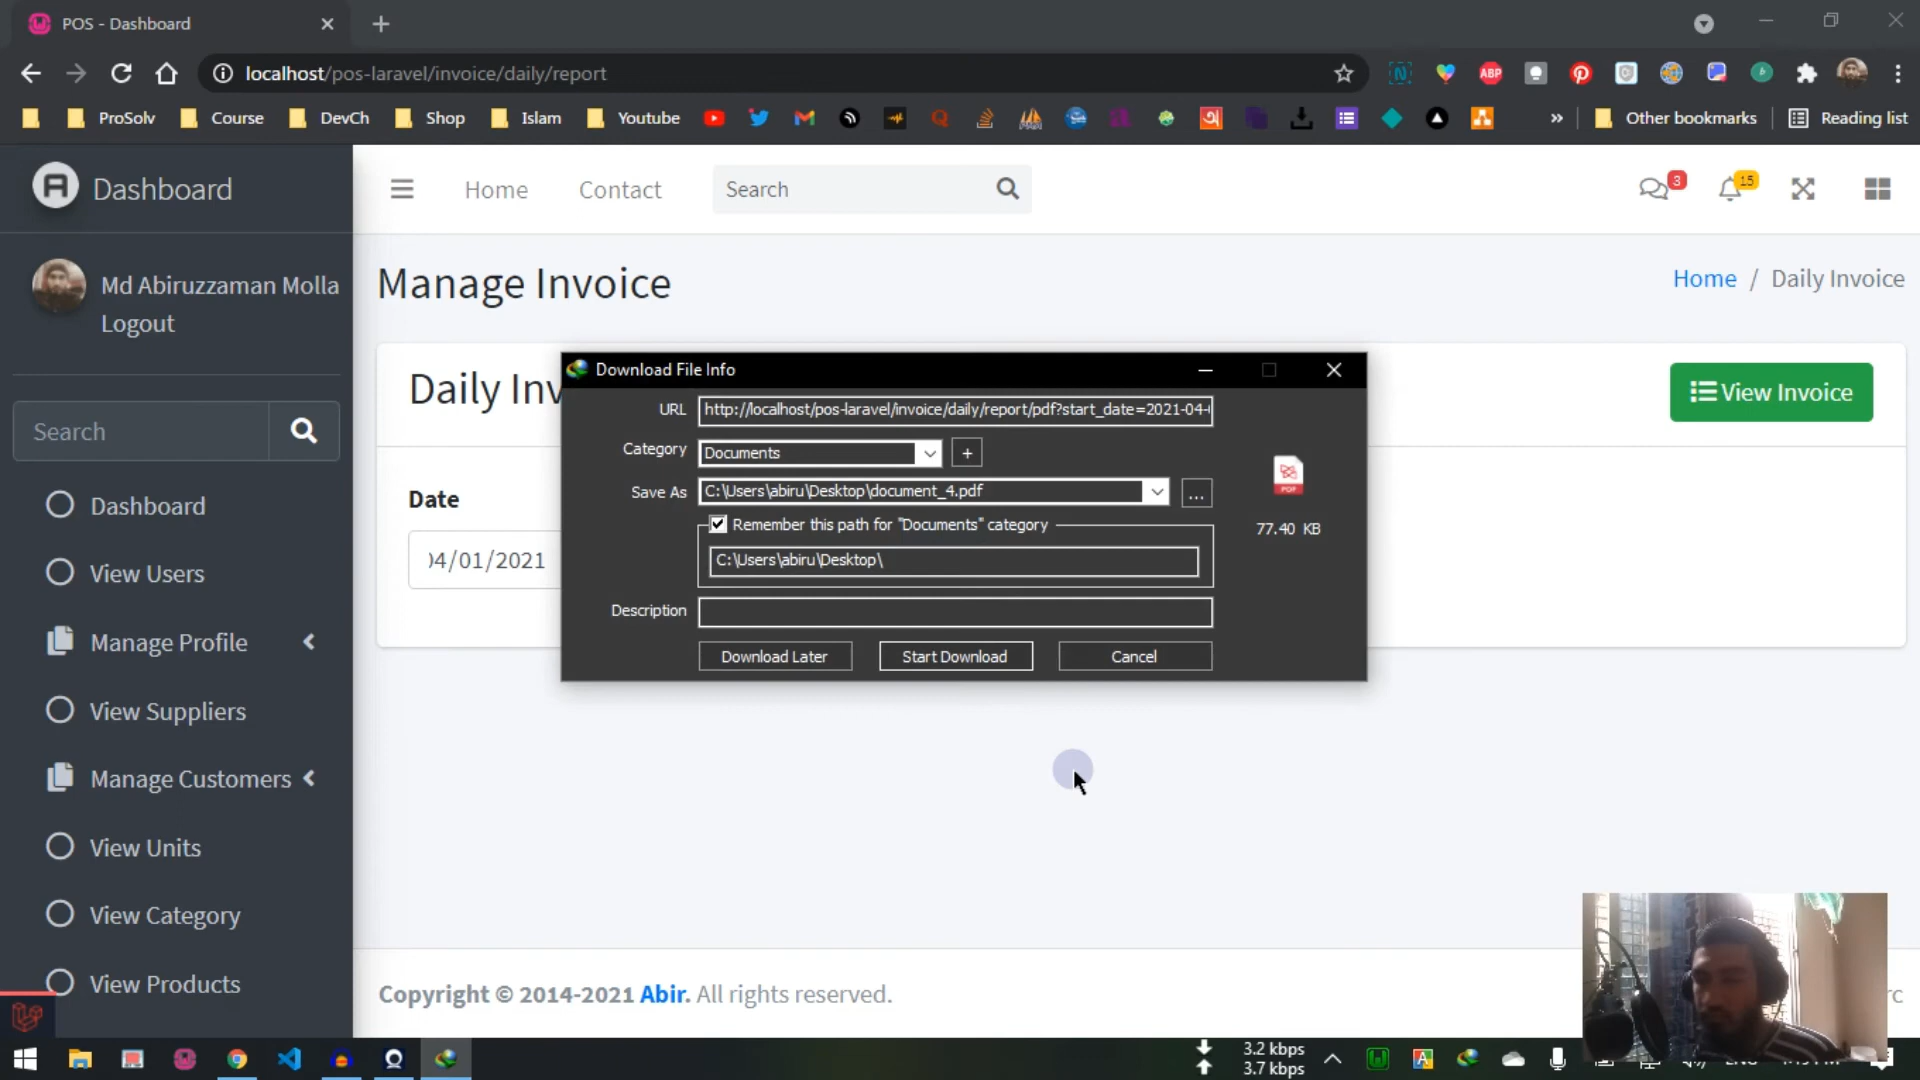 POS - Dashboard
localhost/pos-laravel/invoice/daily/report
ABP
ProSolv
Course
DevCh
Shop
Islam
Youtube
Other bookmarks
Reading list
Dashboard
Home
Contact
Search
3
15
Md Abiruzzaman Molla
Logout
Manage Invoice
Home / Daily Invoice
Daily Inv
View Invoice
Search
Date
04/01/2021
Download File Info
URL
http://localhost/pos-laravel/invoice/daily/report/pdf?start_date=2021-04-
Category
Documents
+
Save As
C:\Users\abiru\Desktop\document_4.pdf
...
Remember this path for "Documents" category
C:\Users\abiru\Desktop\
PDF
77.40 KB
Description
Download Later
Start Download
Cancel
Dashboard
View Users
Manage Profile
View Suppliers
Manage Customers
View Units
View Category
View Products
Copyright © 2014-2021 Abir. All rights reserved.
3.2 kbps
3.7 kbps